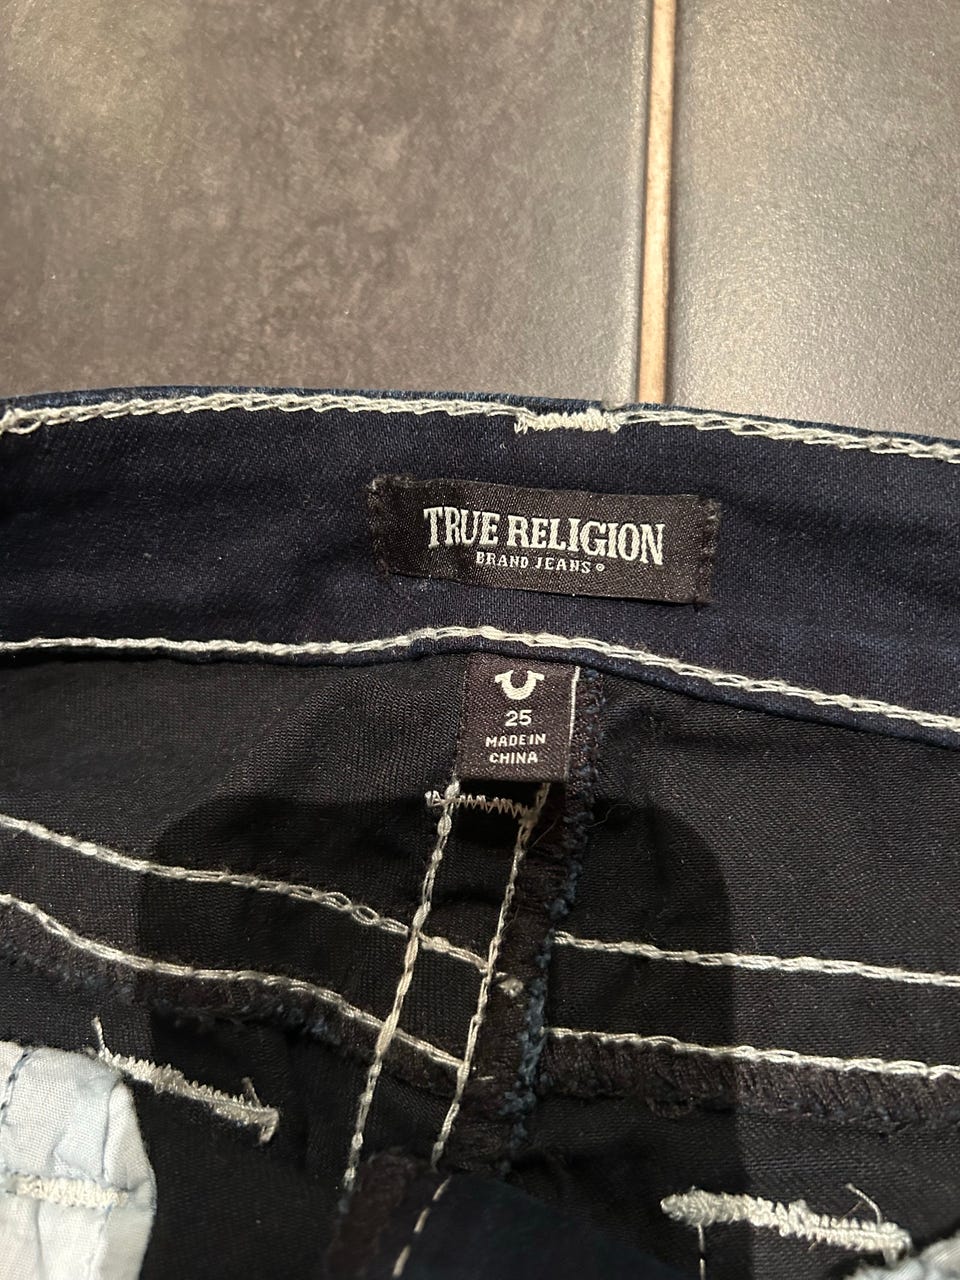 TRUE RELIGION
BRAND JEANS®
25
MADE IN
CHINA